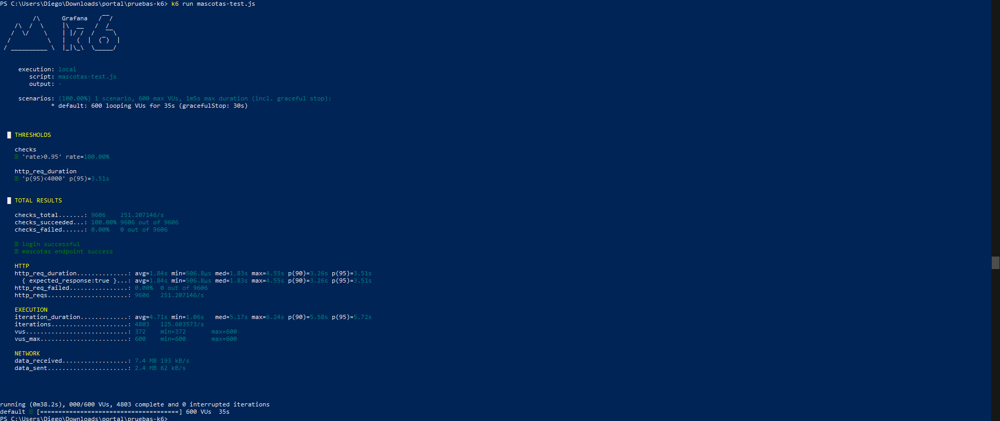 PS C:\Users\Diego\Downloads\portal\pruebas-k6> k6 run mascotas-test.js
Grafana
execution: local
script: mascotas-test.js
output: -
scenarios: (100.00%) 1 scenario, 600 max VUs, 1m5s max duration (incl. graceful stop):
* default: 600 looping VUs for 35s (gracefulStop: 30s)
THRESHOLDS
checks
'rate>0.95' rate=100.00%
http_req_duration
'p(95)<4000' p(95)=3.51s
TOTAL RESULTS
checks_total.......: 9606 251.207146/s
checks_succeeded...: 100.00% 9606 out of 9606
checks_failed......: 0.00% 0 out of 9606
login successful
mascotas endpoint success
HTTP
http_req_duration..............: avg=1.84s min=506.8µs med=1.83s max=4.55s p(90)=3.26s p(95)=3.51s
{ expected_response:true }...: avg=1.84s min=506.8µs med=1.83s max=4.55s p(90)=3.26s p(95)=3.51s
http_req_failed................: 0.00% 0 out of 9606
http_reqs......................: 9606 251.207146/s
EXECUTION
iteration_duration.............: avg=4.71s min=1.06s med=5.17s max=6.24s p(90)=5.58s p(95)=5.72s
iterations.....................: 4803 125.603573/s
vus............................: 372 min=372 max=600
vus_max........................: 600 min=600 max=600
NETWORK
data_received..................: 7.4 MB 193 kB/s
data_sent......................: 2.4 MB 62 kB/s
running (0m38.2s), 000/600 VUs, 4803 complete and 0 interrupted iterations
default [======================================] 600 VUs 35s
PS C:\Users\Diego\Downloads\portal\pruebas-k6>